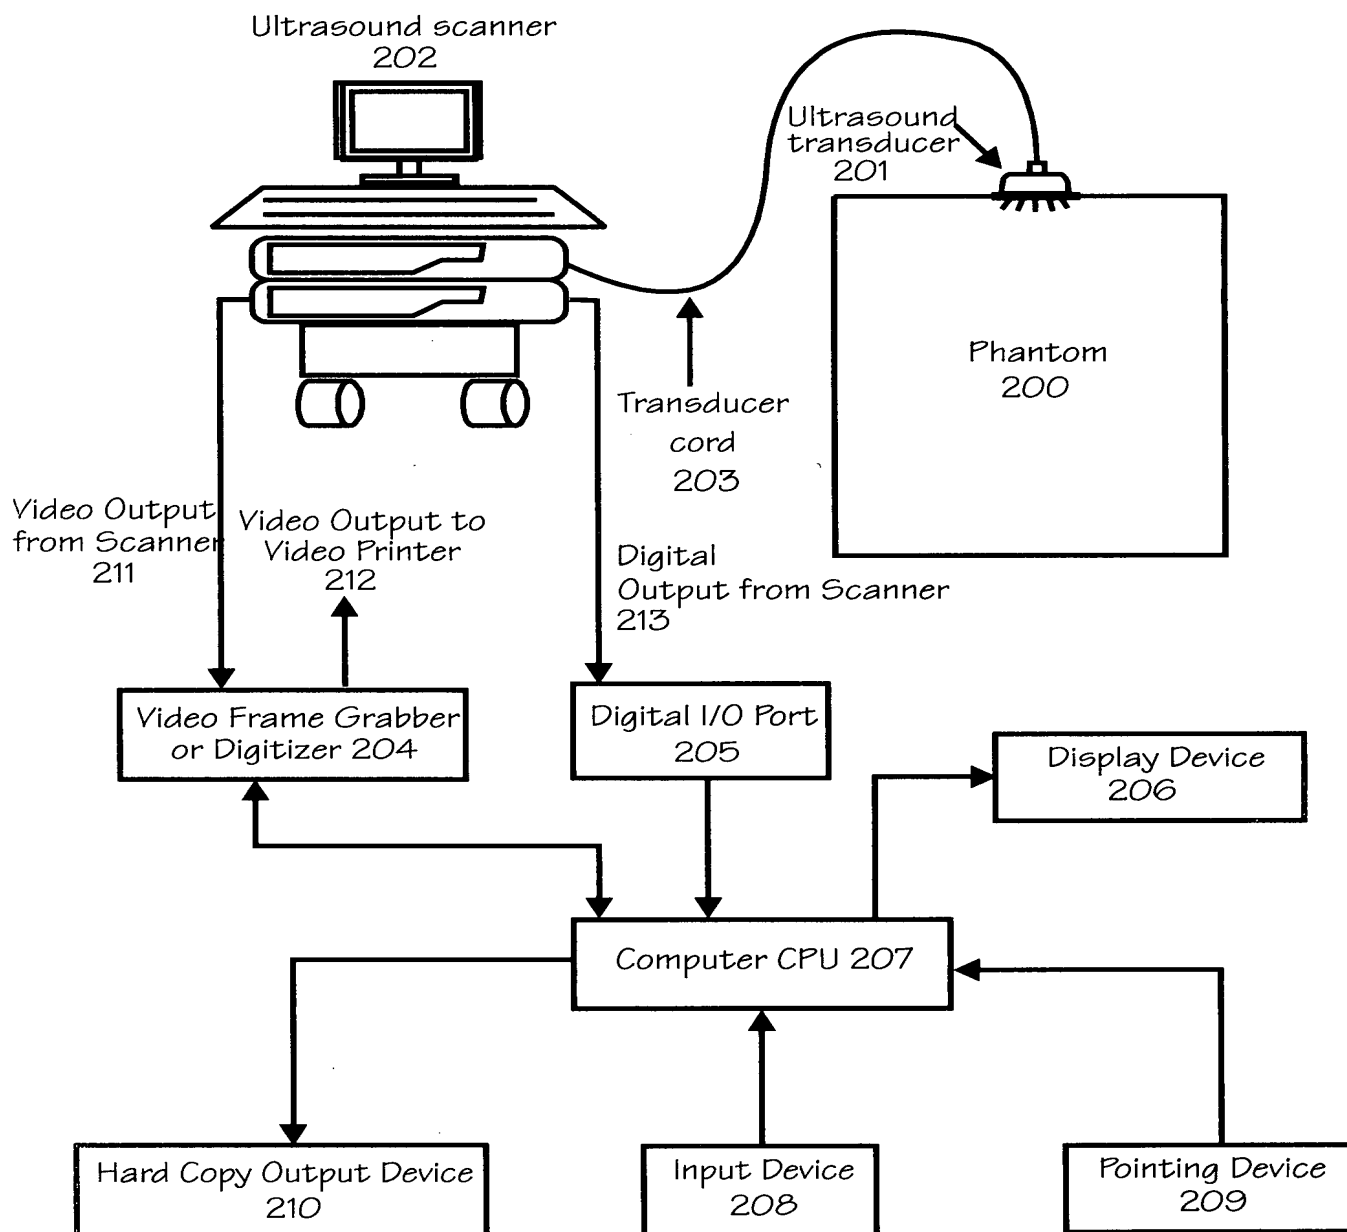 Ultrasound scanner
202
Ultrasound
transducer
201
Phantom
200
Transducer
cord
203
Video Output
from Scanner
211
Video Output to
Video Printer
212
Digital
Output from Scanner
213
Video Frame Grabber
or Digitizer 204
Digital I/O Port
205
Display Device
206
Computer CPU 207
Hard Copy Output Device
210
Input Device
208
Pointing Device
209